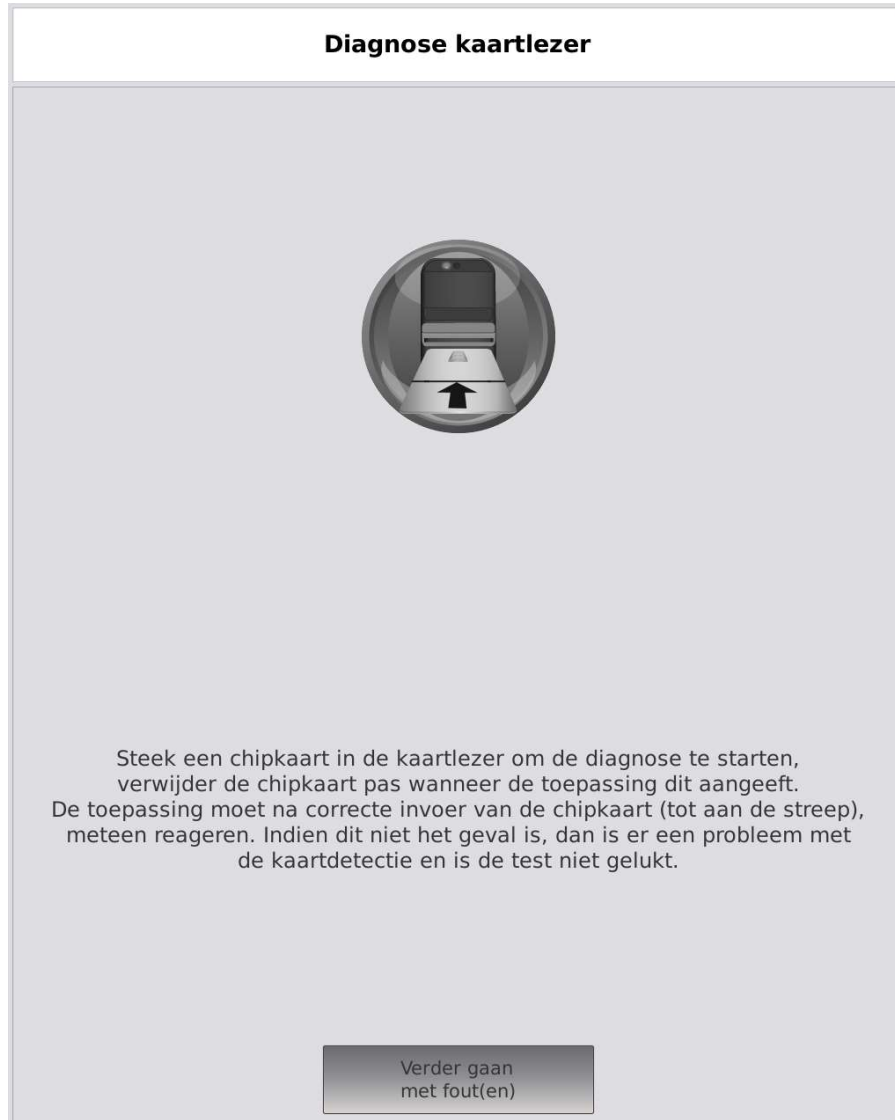 Diagnose kaartlezer
Steek een chipkaart in de kaartlezer om de diagnose te starten,
verwijder de chipkaart pas wanneer de toepassing dit aangeeft.
De toepassing moet na correcte invoer van de chipkaart (tot aan de streep),
meteen reageren. Indien dit niet het geval is, dan is er een probleem met
de kaartdetectie en is de test niet gelukt.
Verder gaan
met fout(en)